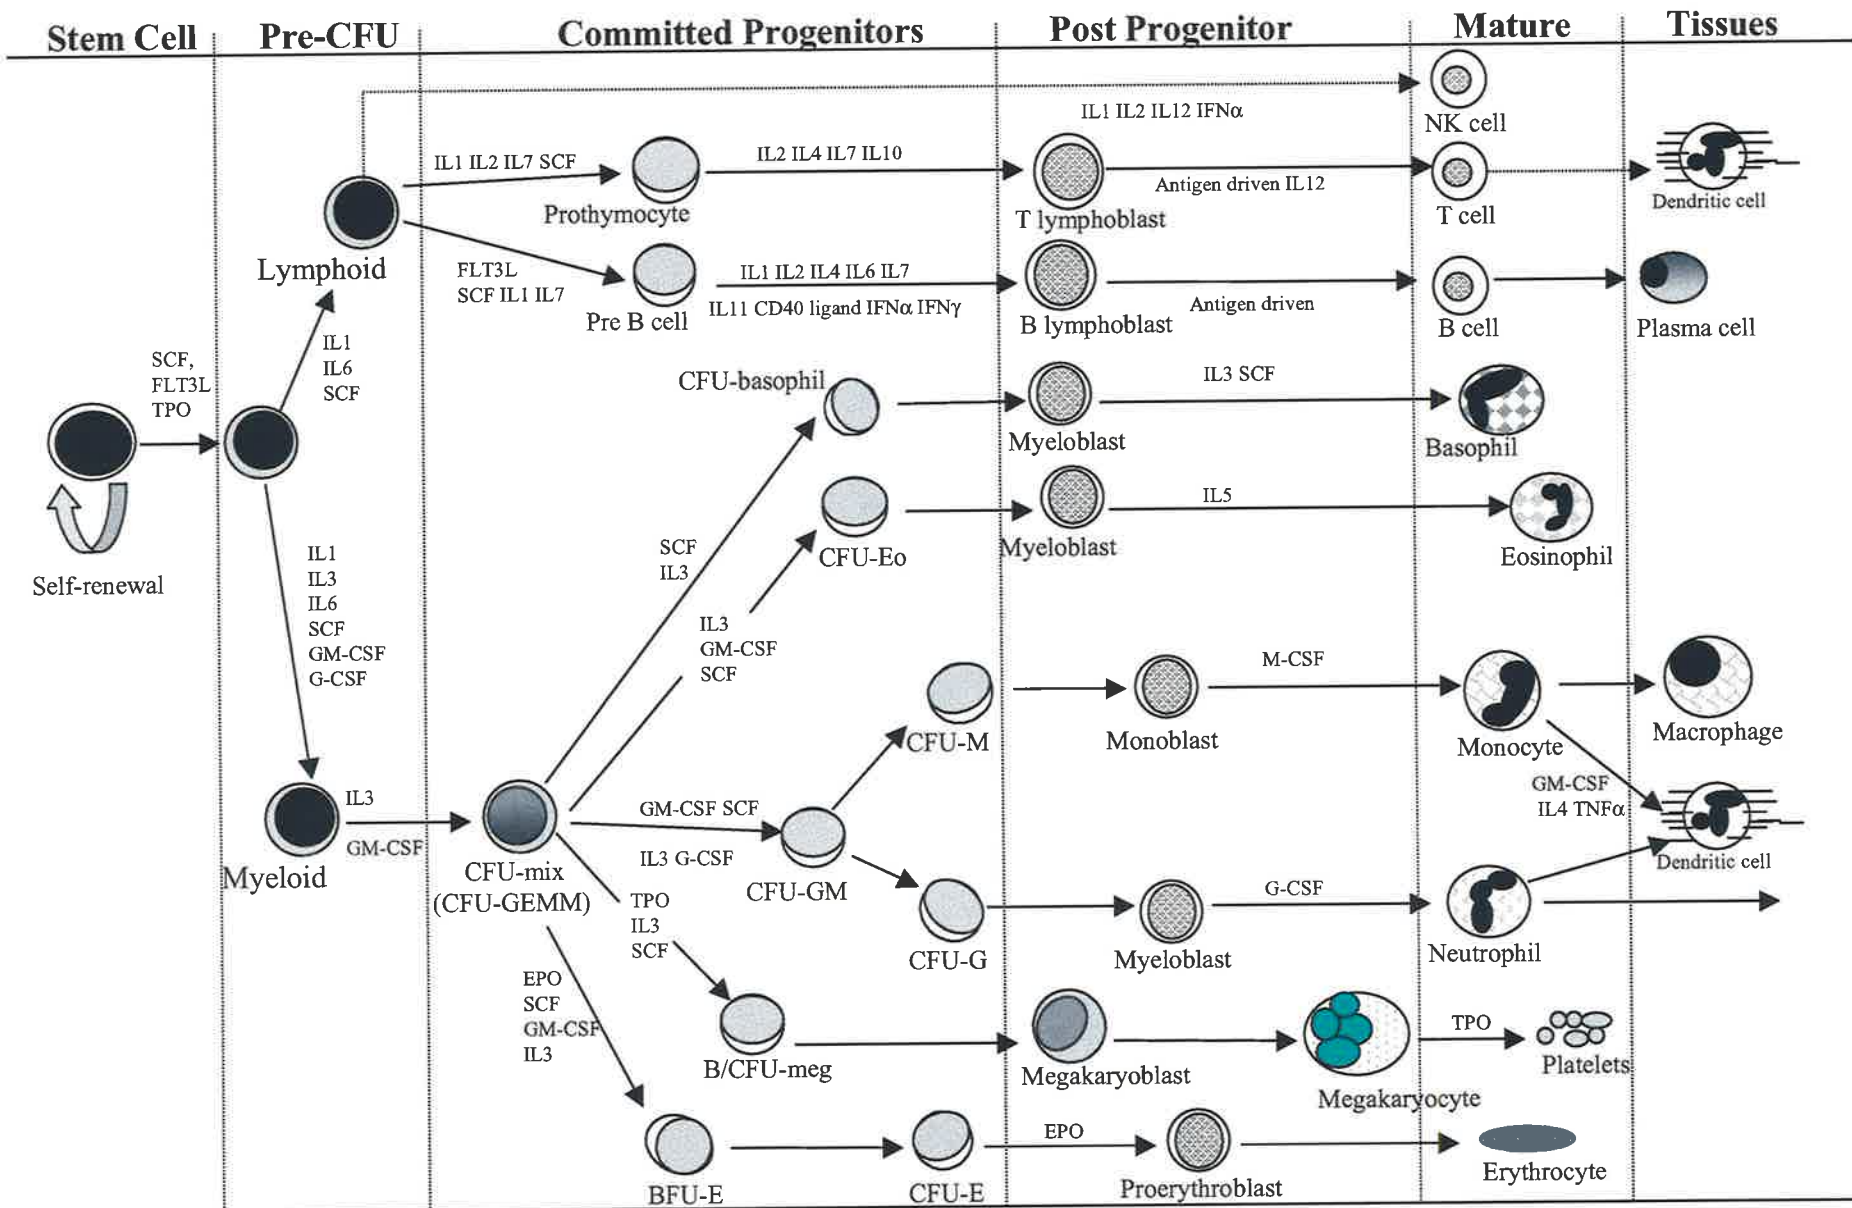 Stem Cell
Pre-CFU
Committed Progenitors
Post Progenitor
Mature
Tissues
IL1 IL2 IL12 IFNα
NK cell
IL1 IL2 IL7 SCF
Prothymocyte
IL2 IL4 IL7 IL10
T lymphoblast
Antigen driven IL12
T cell
Dendritic cell
Lymphoid
FLT3L
SCF IL1 IL7
Pre B cell
IL1 IL2 IL4 IL6 IL7
IL11 CD40 ligand IFNα IFNγ
B lymphoblast
Antigen driven
B cell
Plasma cell
SCF,
FLT3L
TPO
IL1
IL6
SCF
Self-renewal
CFU-basophil
Myeloblast
IL3 SCF
Basophil
SCF
IL3
CFU-Eo
Myeloblast
IL5
Eosinophil
IL1
IL3
IL6
SCF
GM-CSF
G-CSF
IL3
GM-CSF
SCF
CFU-M
Monoblast
M-CSF
Monocyte
Macrophage
GM-CSF
IL4 TNFα
Dendritic cell
Myeloid
IL3
GM-CSF
CFU-mix
(CFU-GEMM)
GM-CSF SCF
IL3 G-CSF
CFU-GM
CFU-G
Myeloblast
G-CSF
Neutrophil
TPO
IL3
SCF
B/CFU-meg
Megakaryoblast
Megakaryocyte
TPO
Platelets
EPO
SCF
GM-CSF
IL3
BFU-E
CFU-E
EPO
Proerythroblast
Erythrocyte